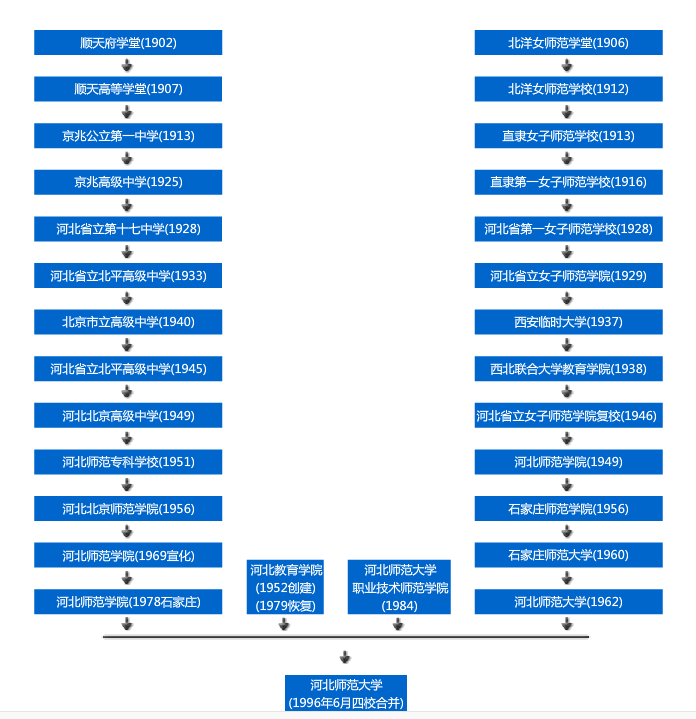 顺天府学堂(1902)
顺天高等学堂(1907)
京兆公立第一中学(1913)
京兆高级中学(1925)
河北省立第十七中学(1928)
河北省立北平高级中学(1933)
北京市立高级中学(1940)
河北省立北平高级中学(1945)
河北北京高级中学(1949)
河北师范专科学校(1951)
河北北京师范学院(1956)
河北师范学院(1969宣化)
河北师范学院(1978石家庄)
河北教育学院
(1952创建)
(1979恢复)
河北师范大学
职业技术师范学院
(1984)
北洋女师范学堂(1906)
北洋女师范学校(1912)
直隶女子师范学校(1913)
直隶第一女子师范学校(1916)
河北省第一女子师范学校(1928)
河北省立女子师范学院(1929)
西安临时大学(1937)
西北联合大学教育学院(1938)
河北省立女子师范学院复校(1946)
河北师范学院(1949)
石家庄师范学院(1956)
石家庄师范大学(1960)
河北师范大学(1962)
河北师范大学
(1996年6月四校合并)